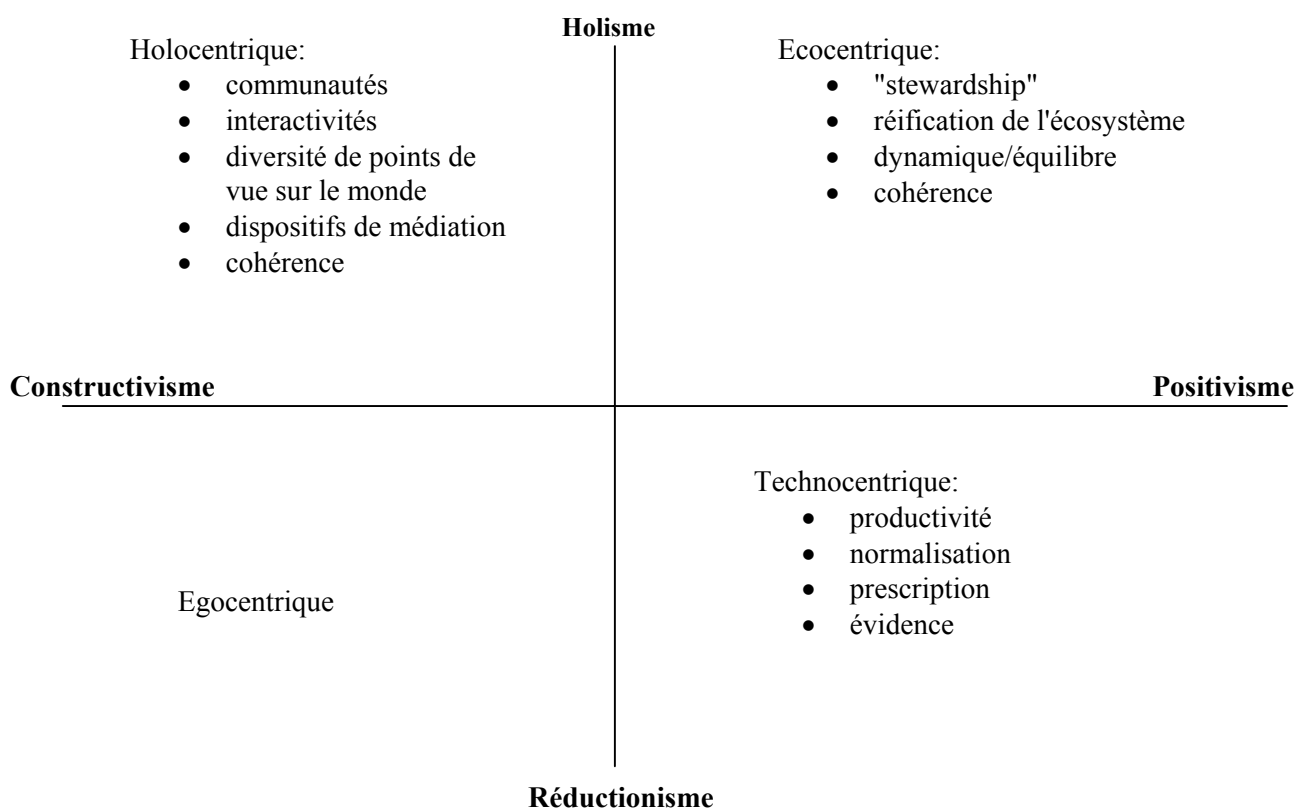 Holisme
Holocentrique:
• communautés
• interactivités
• diversité de points de
vue sur le monde
• dispositifs de médiation
• cohérence
Ecocentrique:
• "stewardship"
• réification de l'écosystème
• dynamique/équilibre
• cohérence
Constructivisme
Positivisme
Egocentrique
Technocentrique:
• productivité
• normalisation
• prescription
• évidence
Réductionisme